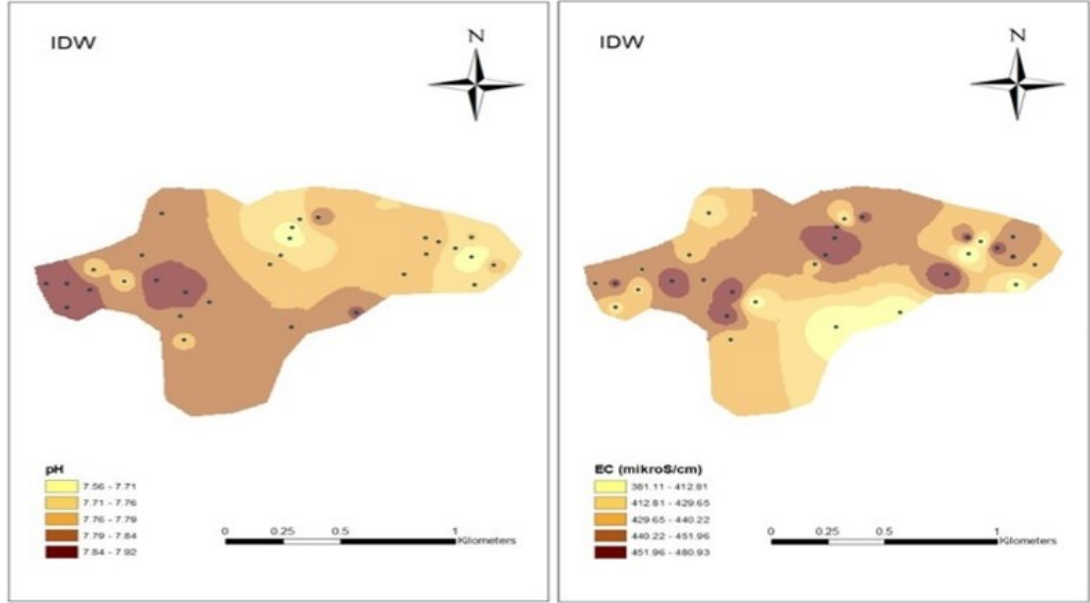 IDW
N
pH
7.56 - 7.71
7.71 - 7.76
7.76 - 7.79
7.79 - 7.84
7.84 - 7.92
0 0.25 0.5 1
Kilometers
IDW
N
EC (mikroS/cm)
381.11 - 412.81
412.81 - 429.65
429.65 - 440.22
440.22 - 451.96
451.96 - 480.93
0 0.25 0.5 1
Kilometers